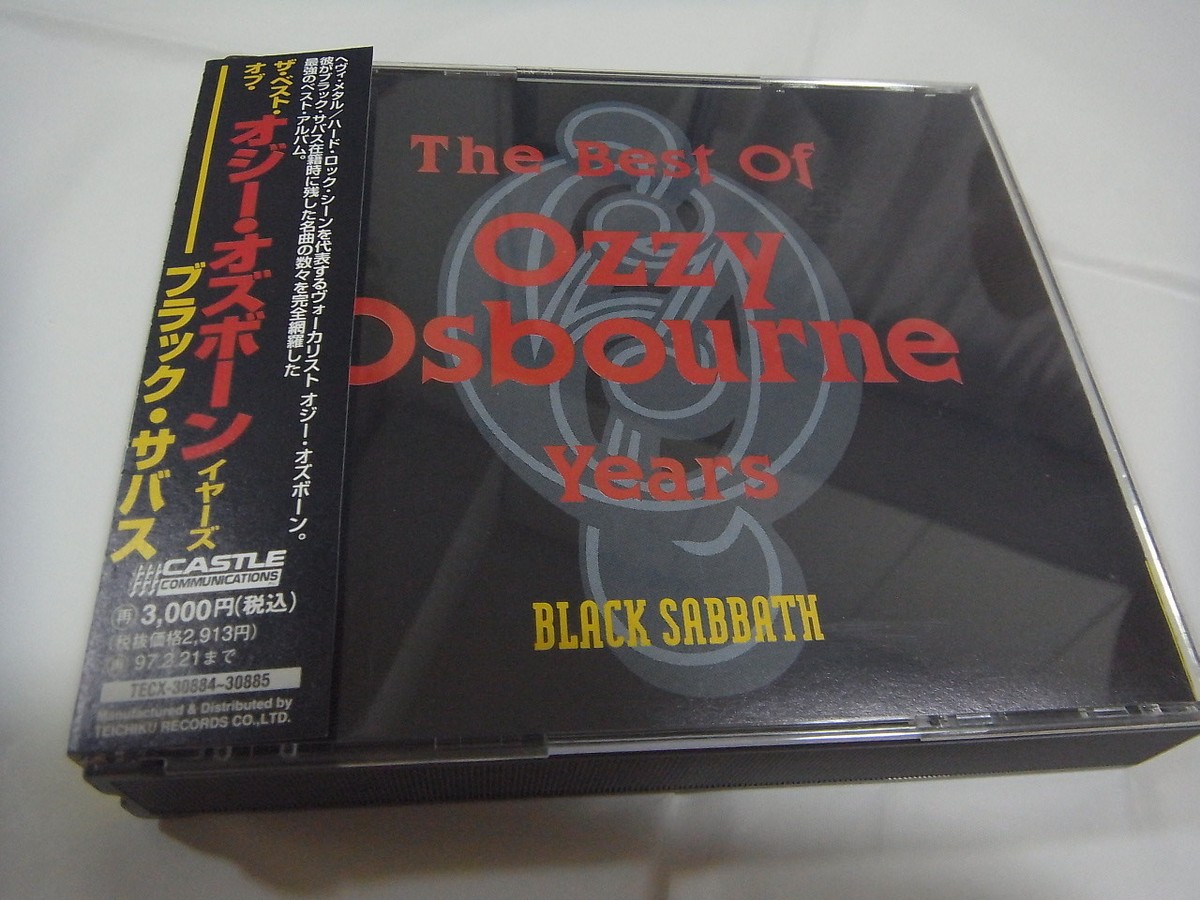 ヘヴィ・メタル/ハード・ロック・シーンを代表するヴォーカリスト オジー・オズボーン。
彼がブラック・サバス在籍時に残した名曲の数々を完全網羅した
最強のベスト・アルバム。
ザ・ベスト・
オブ・
オジー・オズボーン
イヤーズ
ブラック・サバス
CASTLE
COMMUNICATIONS
再 3,000円(税込)
(税抜価格2,913円)
97.2.21まで
TECX-30884~30885
Manufactured & Distributed by
TEICHIKU RECORDS CO.,LTD.
The Best Of
Ozzy
Osbourne
Years
BLACK SABBATH